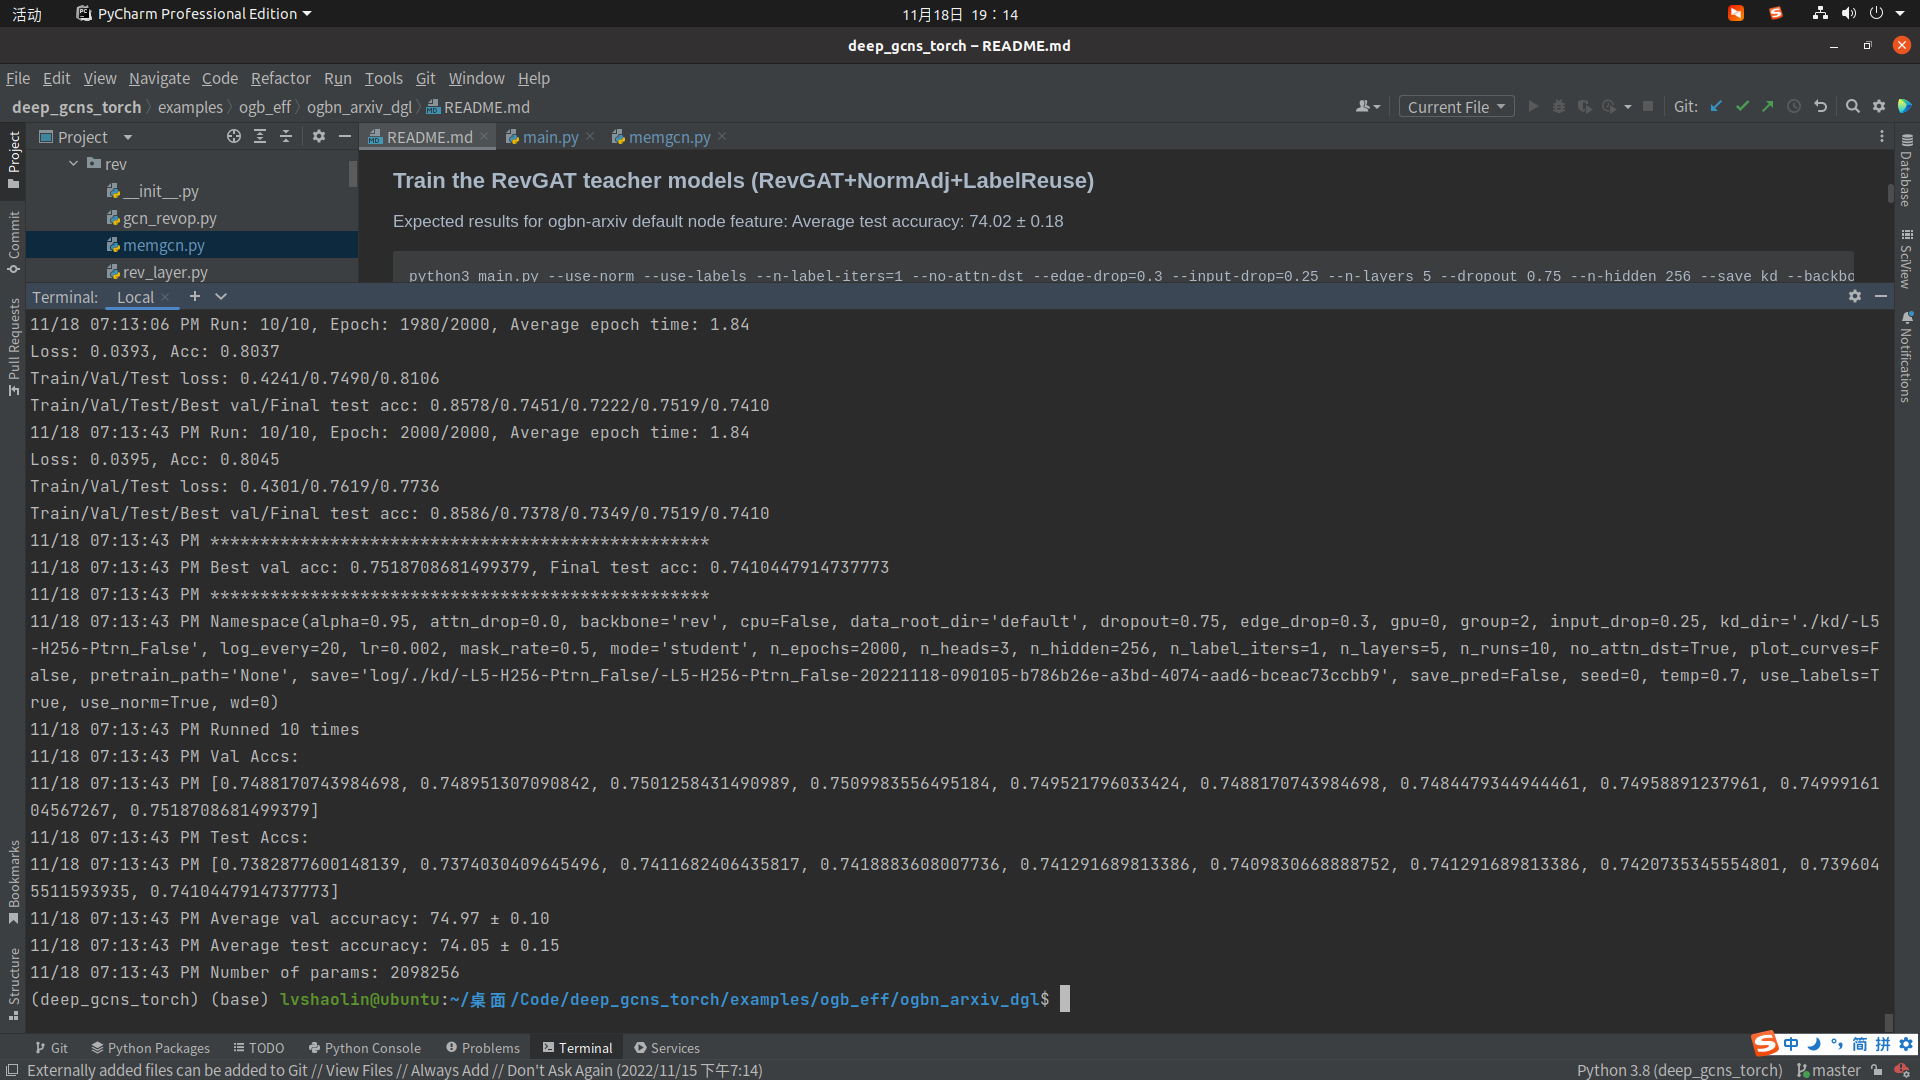 活动
PyCharm Professional Edition
11月18日 19：14
deep_gcns_torch – README.md
File Edit View Navigate Code Refactor Run Tools Git Window Help
deep_gcns_torch examples ogb_eff ogbn_arxiv_dgl README.md
Current File
Git:
Project
README.md main.py memgcn.py
rev
__init__.py
gcn_revop.py
memgcn.py
rev_layer.py
Train the RevGAT teacher models (RevGAT+NormAdj+LabelReuse)
Expected results for ogbn-arxiv default node feature: Average test accuracy: 74.02 ± 0.18
python3 main.py --use-norm --use-labels --n-label-iters=1 --no-attn-dst --edge-drop=0.3 --input-drop=0.25 --n-layers 5 --dropout 0.75 --n-hidden 256 --save kd --backbo
Terminal: Local
11/18 07:13:06 PM Run: 10/10, Epoch: 1980/2000, Average epoch time: 1.84
Loss: 0.0393, Acc: 0.8037
Train/Val/Test loss: 0.4241/0.7490/0.8106
Train/Val/Test/Best val/Final test acc: 0.8578/0.7451/0.7222/0.7519/0.7410
11/18 07:13:43 PM Run: 10/10, Epoch: 2000/2000, Average epoch time: 1.84
Loss: 0.0395, Acc: 0.8045
Train/Val/Test loss: 0.4301/0.7619/0.7736
Train/Val/Test/Best val/Final test acc: 0.8586/0.7378/0.7349/0.7519/0.7410
11/18 07:13:43 PM **************************************************
11/18 07:13:43 PM Best val acc: 0.7518708681499379, Final test acc: 0.7410447914737773
11/18 07:13:43 PM **************************************************
11/18 07:13:43 PM Namespace(alpha=0.95, attn_drop=0.0, backbone='rev', cpu=False, data_root_dir='default', dropout=0.75, edge_drop=0.3, gpu=0, group=2, input_drop=0.25, kd_dir='./kd/-L5
-H256-Ptrn_False', log_every=20, lr=0.002, mask_rate=0.5, mode='student', n_epochs=2000, n_heads=3, n_hidden=256, n_label_iters=1, n_layers=5, n_runs=10, no_attn_dst=True, plot_curves=F
alse, pretrain_path='None', save='log/./kd/-L5-H256-Ptrn_False/-L5-H256-Ptrn_False-20221118-090105-b786b26e-a3bd-4074-aad6-bceac73ccbb9', save_pred=False, seed=0, temp=0.7, use_labels=T
rue, use_norm=True, wd=0)
11/18 07:13:43 PM Runned 10 times
11/18 07:13:43 PM Val Accs:
11/18 07:13:43 PM [0.7488170743984698, 0.748951307090842, 0.7501258431490989, 0.7509983556495184, 0.749521796033424, 0.7488170743984698, 0.7484479344944461, 0.74958891237961, 0.7499916
104567267, 0.7518708681499379]
11/18 07:13:43 PM Test Accs:
11/18 07:13:43 PM [0.7382877600148139, 0.7374030409645496, 0.7411682406435817, 0.7418883608007736, 0.741291689813386, 0.7409830668888752, 0.741291689813386, 0.7420735345554801, 0.739604
5511593935, 0.7410447914737773]
11/18 07:13:43 PM Average val accuracy: 74.97 ± 0.10
11/18 07:13:43 PM Average test accuracy: 74.05 ± 0.15
11/18 07:13:43 PM Number of params: 2098256
(deep_gcns_torch) (base) lvshaolin@ubuntu:~/桌面/Code/deep_gcns_torch/examples/ogb_eff/ogbn_arxiv_dgl$
Project
Commit
Pull Requests
Bookmarks
Structure
Database
SciView
Notifications
Git Python Packages TODO Python Console Problems Terminal Services
中 简 拼
Externally added files can be added to Git // View Files // Always Add // Don't Ask Again (2022/11/15 下午7:14)
Python 3.8 (deep_gcns_torch) master